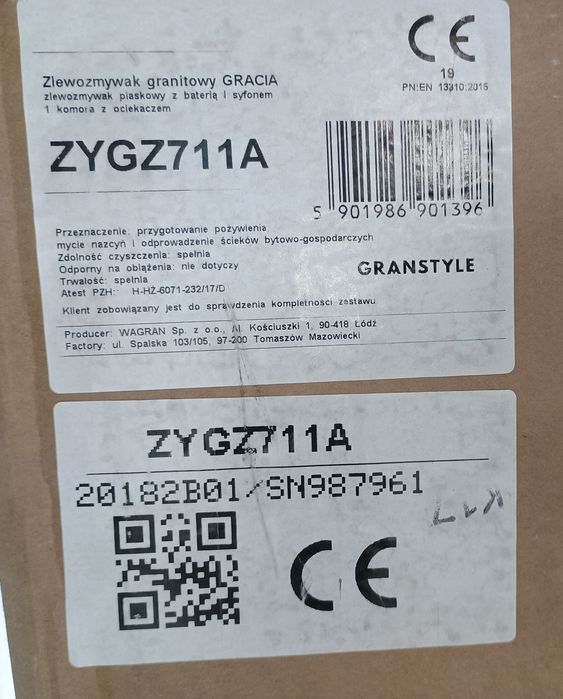 CE
19
PN:EN 13310:2015
Zlewozmywak granitowy GRACIA
zlewozmywak piaskowy z baterią i syfonem
1 komora z ociekaczem
ZYGZ711A
5 901986 901396
Przeznaczenie: przygotowanie pożywienia
mycie naczyń i odprowadzenie ścieków bytowo-gospodarczych
Zdolność czyszczenia: spełnia
Odporny na obiążenia: nie dotyczy
Trwałość: spełnia
Atest PZH: H-HŻ-6071-232/17/D
GRANSTYLE
Klient zobowiązany jest do sprawdzenia kompletności zestawu
Producer: WAGRAN Sp. z o.o., Al. Kościuszki 1, 90-418 Łódź
Factory: ul. Spalska 103/105, 97-200 Tomaszów Mazowiecki
ZYGZ711A
20182B01/SN987961
CE